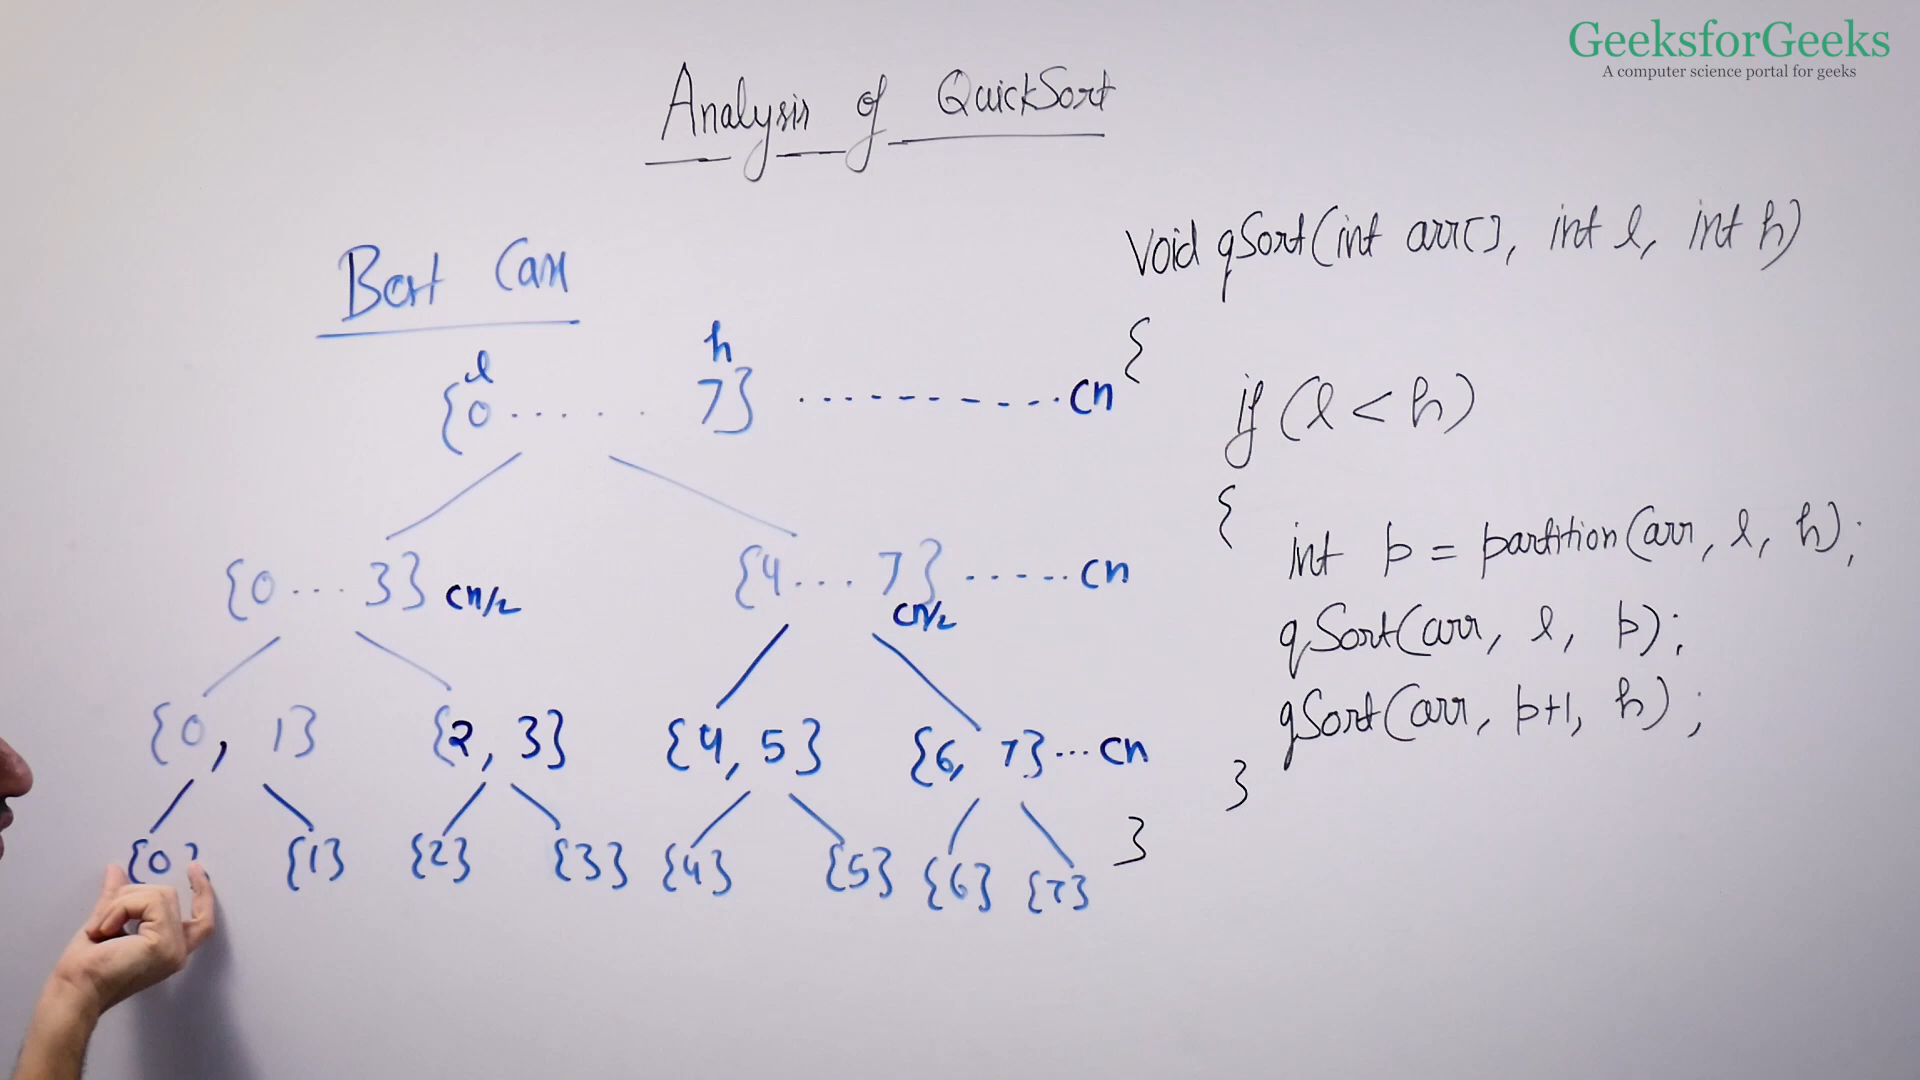 GeeksforGeeks
A computer science portal for geeks
Analysis of QuickSort
Best Case
l h
{0 ...... 7} ........... cn
{0 ... 3} cn/2 {4 ... 7} ...... cn
cn/2
{0, 1} {2, 3} {4, 5} {6, 7} ... cn
{0} {1} {2} {3} {4} {5} {6} {7}
void qSort(int arr[], int l, int h)
{
if (l < h)
{
int p = partition(arr, l, h);
qSort(arr, l, p);
qSort(arr, p+1, h);
}
}